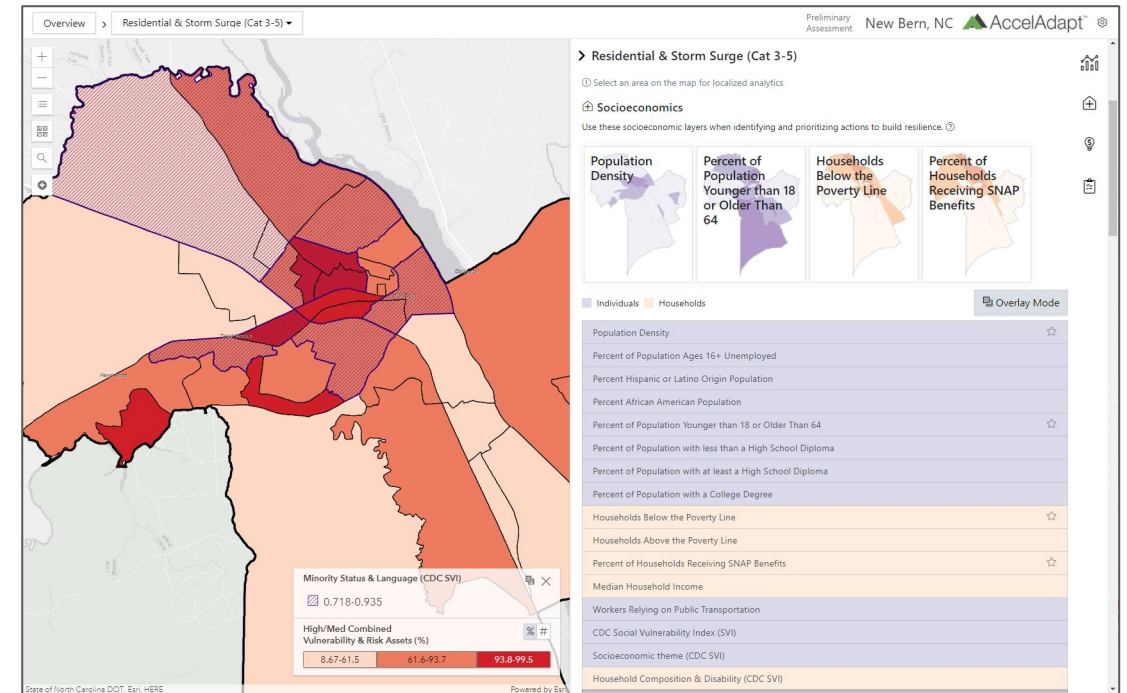 Overview > Residential & Storm Surge (Cat 3-5)
Preliminary
Assessment
New Bern, NC
AccelAdapt™
Residential & Storm Surge (Cat 3-5)
Select an area on the map for localized analytics
Socioeconomics
Use these socioeconomic layers when identifying and prioritizing actions to build resilience.
Population
Density
Percent of
Population
Younger than 18
or Older Than
64
Households
Below the
Poverty Line
Percent of
Households
Receiving SNAP
Benefits
Individuals
Households
Overlay Mode
Population Density
Percent of Population Ages 16+ Unemployed
Percent Hispanic or Latino Origin Population
Percent African American Population
Percent of Population Younger than 18 or Older Than 64
Percent of Population with less than a High School Diploma
Percent of Population with at least a High School Diploma
Percent of Population with a College Degree
Households Below the Poverty Line
Households Above the Poverty Line
Percent of Households Receiving SNAP Benefits
Median Household Income
Workers Relying on Public Transportation
CDC Social Vulnerability Index (SVI)
Socioeconomic theme (CDC SVI)
Household Composition & Disability (CDC SVI)
Minority Status & Language (CDC SVI)
0.718-0.935
High/Med Combined
Vulnerability & Risk Assets (%)
% #
8.67-61.5
61.6-93.7
93.8-99.5
State of North Carolina DOT, Esri, HERE
Powered by Esri